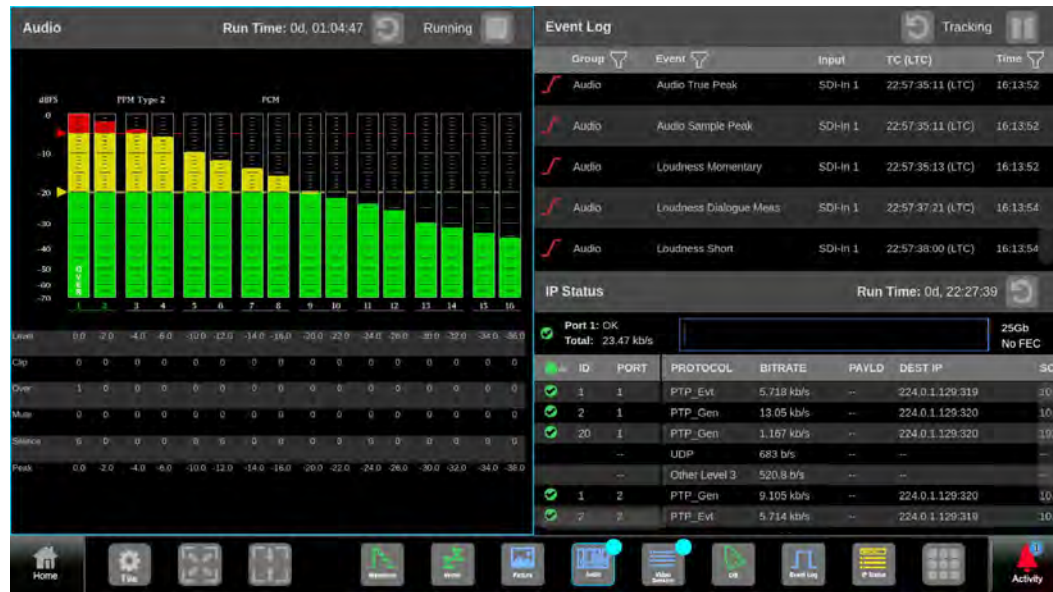 Audio Run Time: 0d, 01:04:47 Running
dBFS PPM Type 2 PCM
0
-10
-20
-30
-40
-50
-60
-70
OVER
1 2 3 4 5 6 7 8 9 10 11 12 13 14 15 16
Level 0.0 -2.0 -4.0 -6.0 -10.0 -12.0 -14.0 -16.0 -20.0 -22.0 -24.0 -26.0 -30.0 -32.0 -34.0 -36.0
Clip 0 0 0 0 0 0 0 0 0 0 0 0 0 0 0 0
Over 1 0 0 0 0 0 0 0 0 0 0 0 0 0 0 0
Mute 0 0 0 0 0 0 0 0 0 0 0 0 0 0 0 0
Silence 0 0 0 0 0 0 0 0 0 0 0 0 0 0 0 0
Peak 0.0 -2.0 -4.0 -6.0 -10.0 -12.0 -14.0 -16.0 -20.0 -22.0 -24.0 -26.0 -30.0 -32.0 -34.0 -36.0
Event Log Tracking
Group Event Input TC (LTC) Time
Audio Audio True Peak SDI-In 1 22:57:35:11 (LTC) 16:13:52
Audio Audio Sample Peak SDI-In 1 22:57:35:11 (LTC) 16:13:52
Audio Loudness Momentary SDI-In 1 22:57:35:13 (LTC) 16:13:52
Audio Loudness Dialogue Meas SDI-In 1 22:57:37:21 (LTC) 16:13:54
Audio Loudness Short SDI-In 1 22:57:38:00 (LTC) 16:13:54
IP Status Run Time: 0d, 22:27:39
Port 1: OK 25Gb
Total: 23.47 kb/s No FEC
ID PORT PROTOCOL BITRATE PAYLD DEST IP SO
1 1 PTP_Evt 5.718 kb/s -- 224.0.1.129:319 10
2 1 PTP_Gen 13.05 kb/s -- 224.0.1.129:320 10
20 1 PTP_Gen 1.167 kb/s -- 224.0.1.129:320 10
-- UDP 683 b/s -- -- --
-- Other Level 3 520.8 b/s -- -- --
1 2 PTP_Gen 9.105 kb/s -- 224.0.1.129:320 10
2 2 PTP_Evt 5.714 kb/s -- 224.0.1.129:319 10
Home Tile Waveform Vector Picture Audio Video Session Event Log IP Status Activity